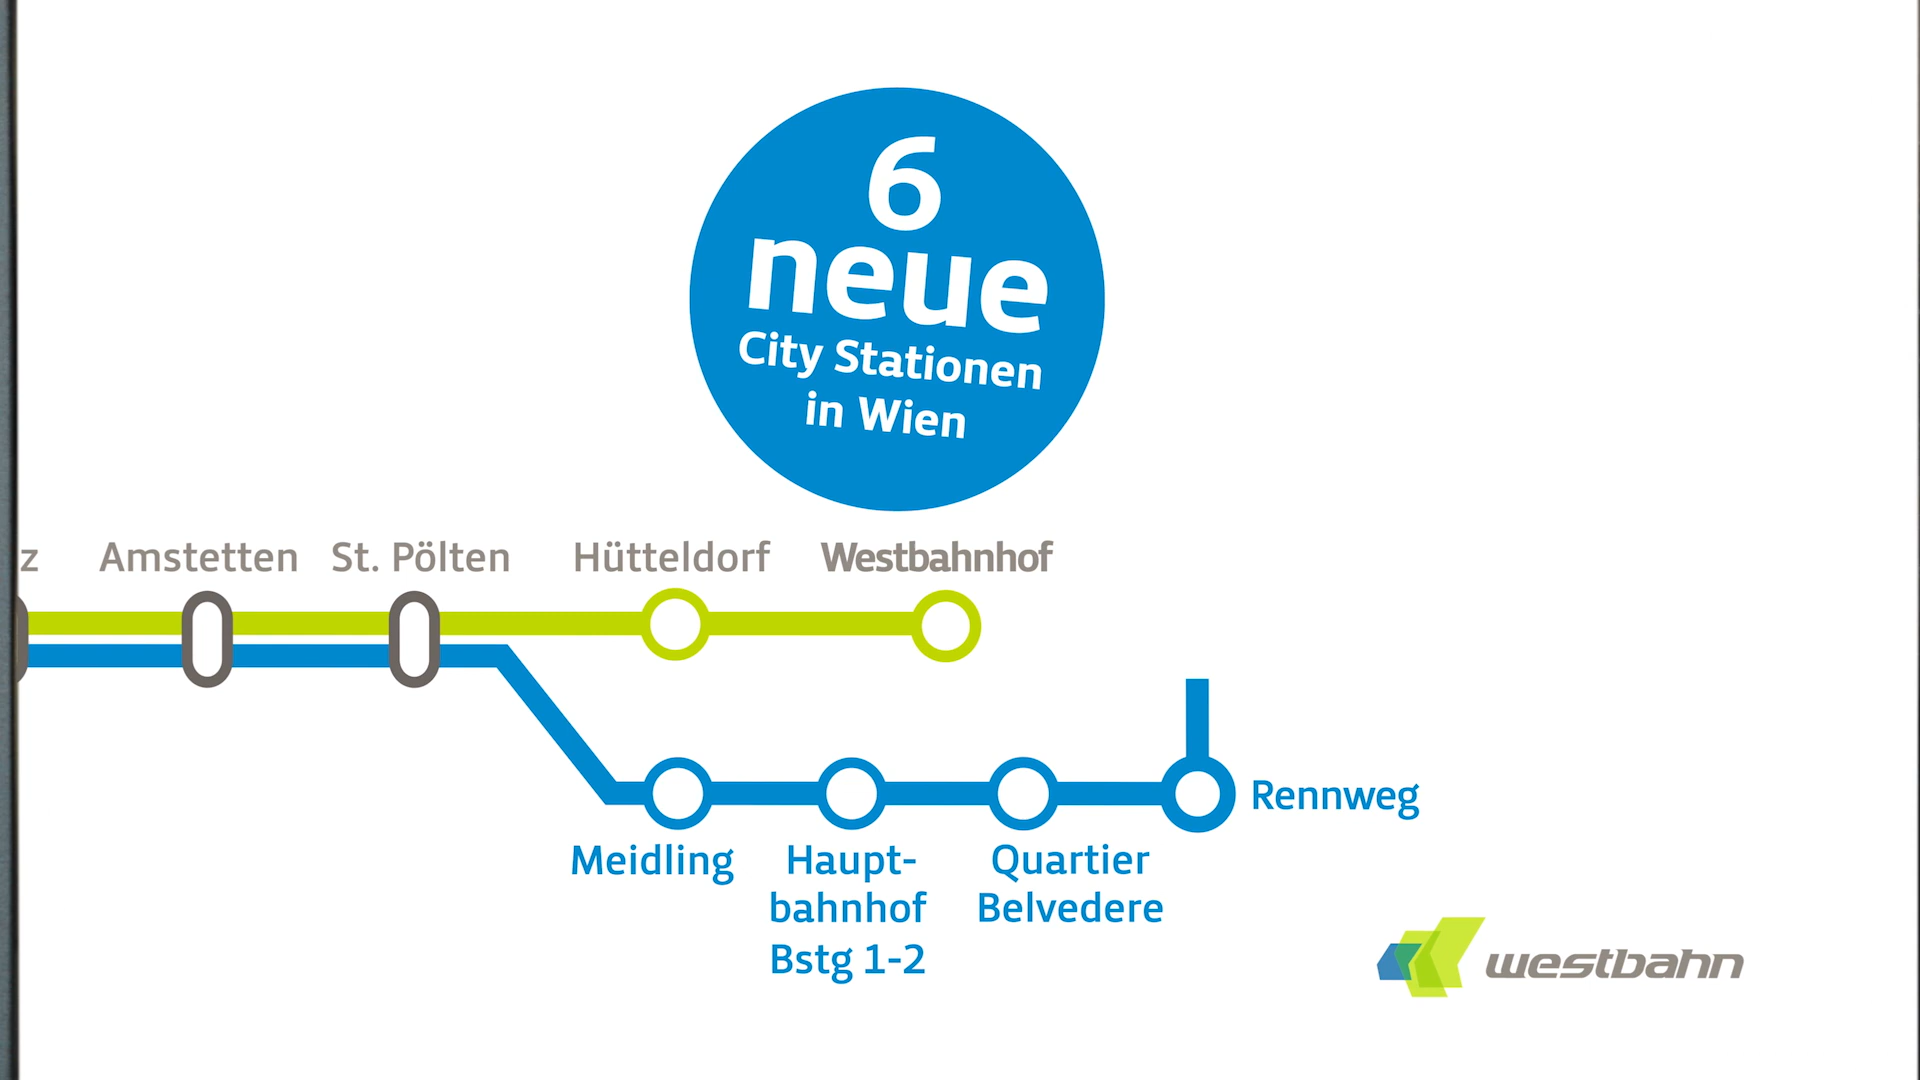 6
neue
City Stationen
in Wien
z
Amstetten
St. Pölten
Hütteldorf
Westbahnhof
Rennweg
Meidling
Haupt-
bahnhof
Bstg 1-2
Quartier
Belvedere
westbahn